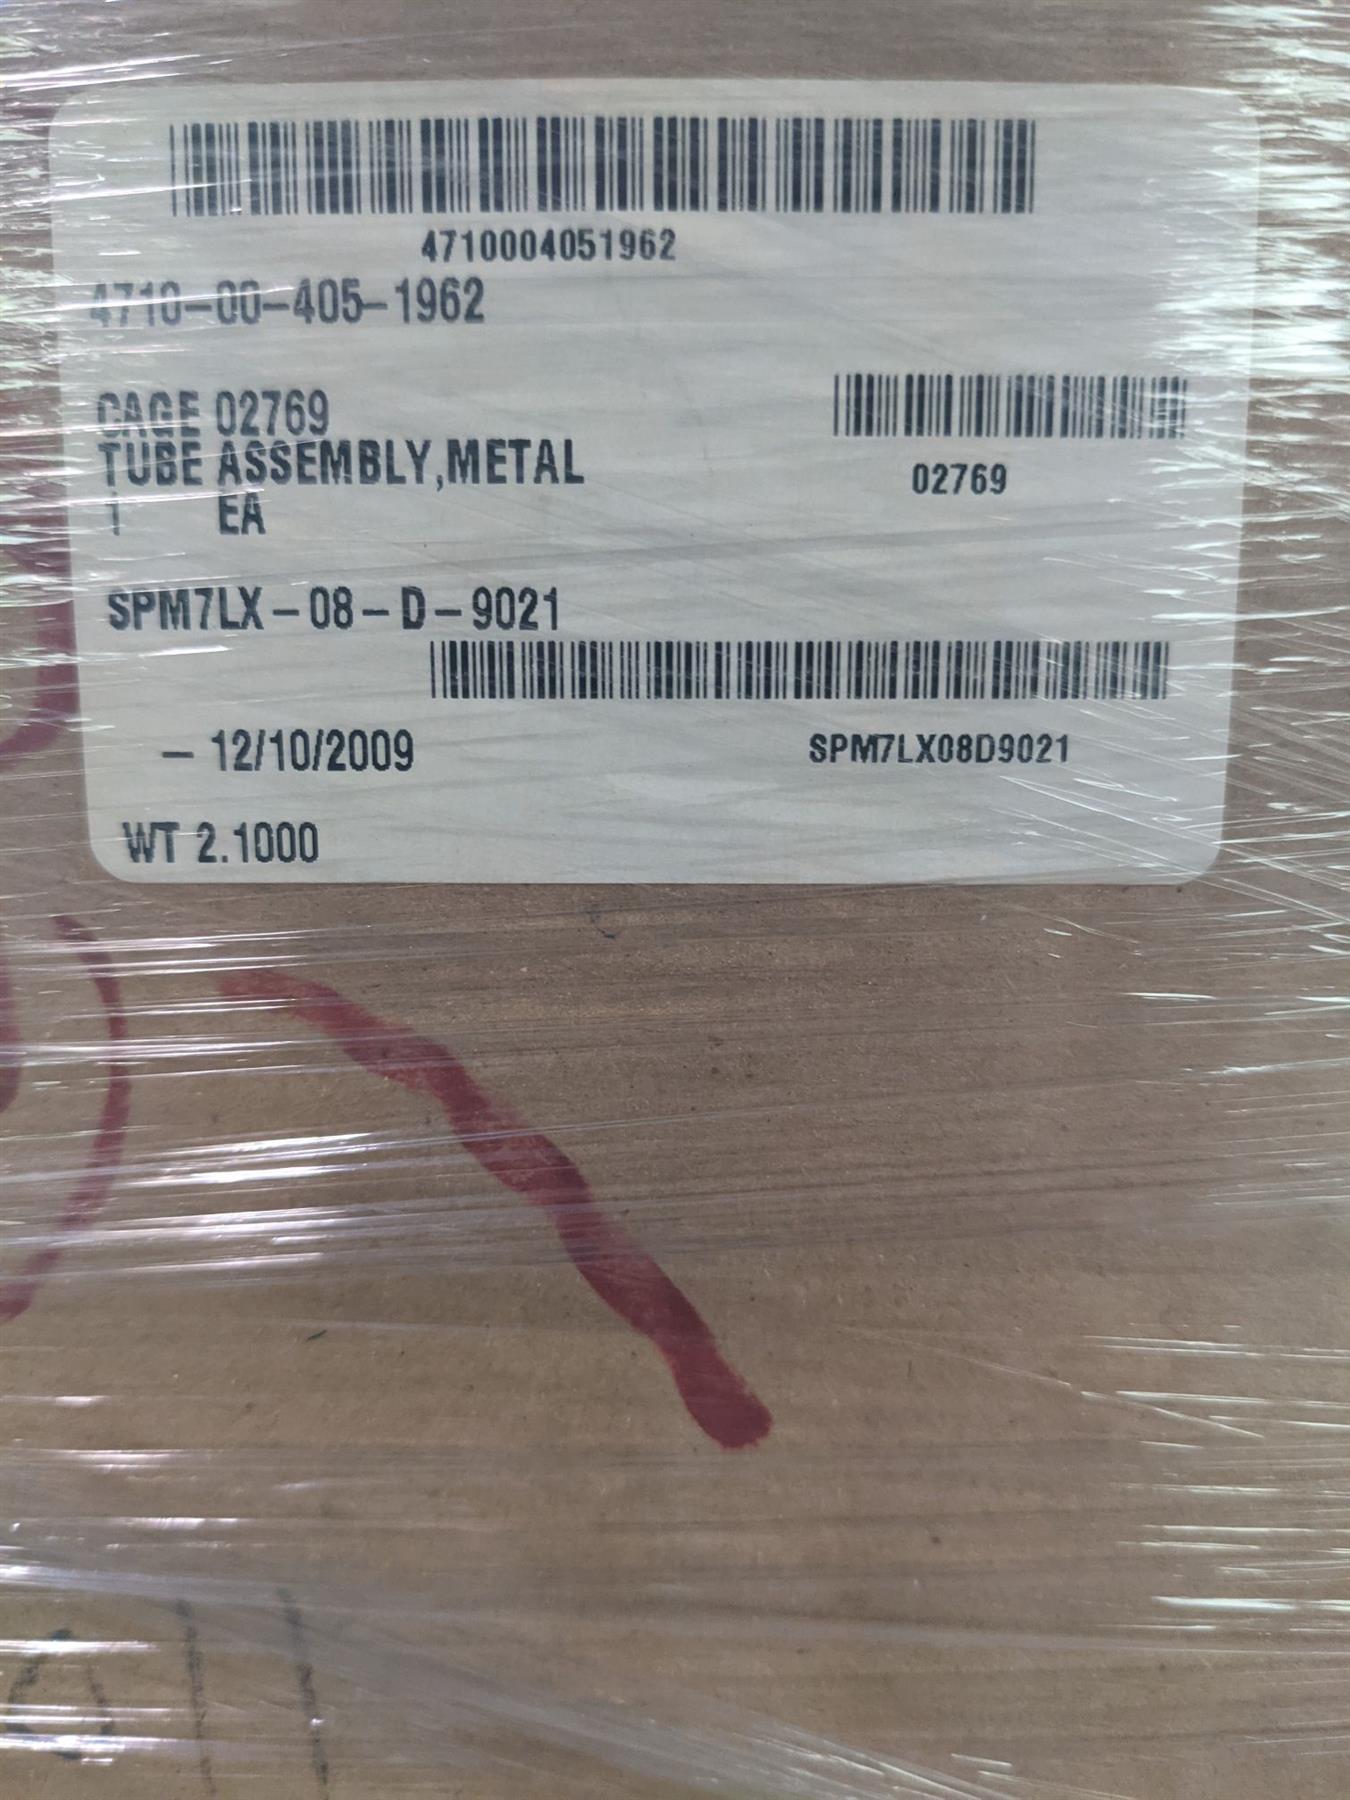 4710004051962
4710-00-405-1962
CAGE 02769
TUBE ASSEMBLY,METAL
02769
1 EA
SPM7LX-08-D-9021
- 12/10/2009
SPM7LX08D9021
WT 2.1000